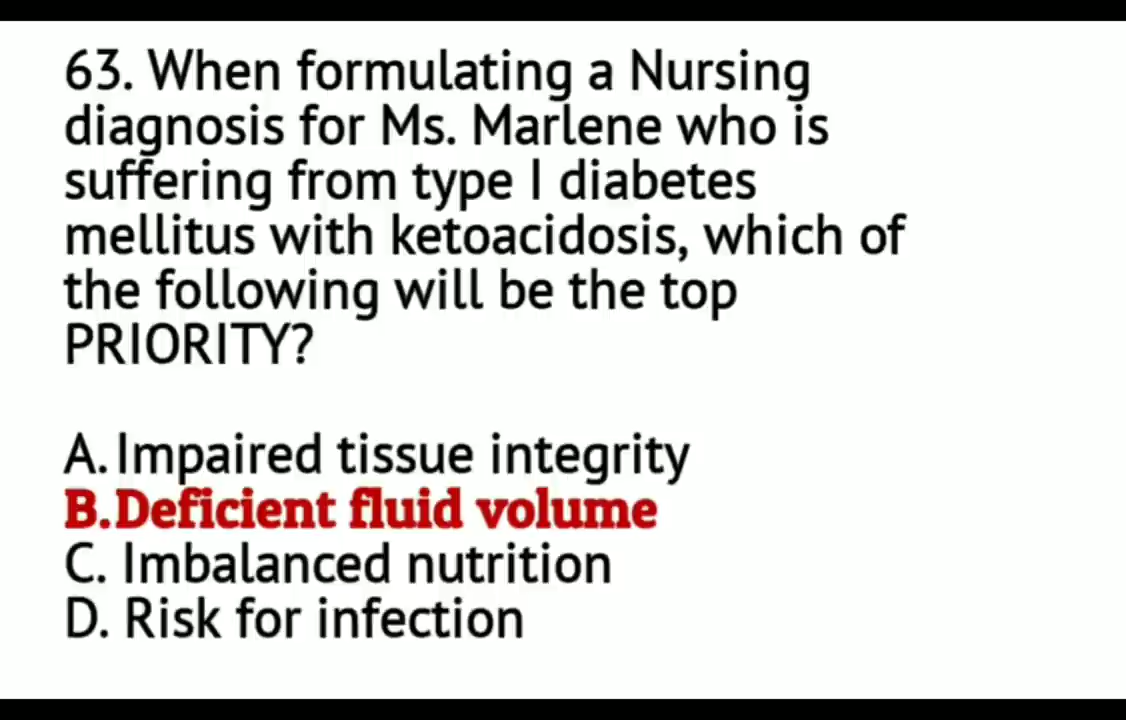 63. When formulating a Nursing
diagnosis for Ms. Marlene who is
suffering from type I diabetes
mellitus with ketoacidosis, which of
the following will be the top
PRIORITY?
A. Impaired tissue integrity
B. Deficient fluid volume
C. Imbalanced nutrition
D. Risk for infection